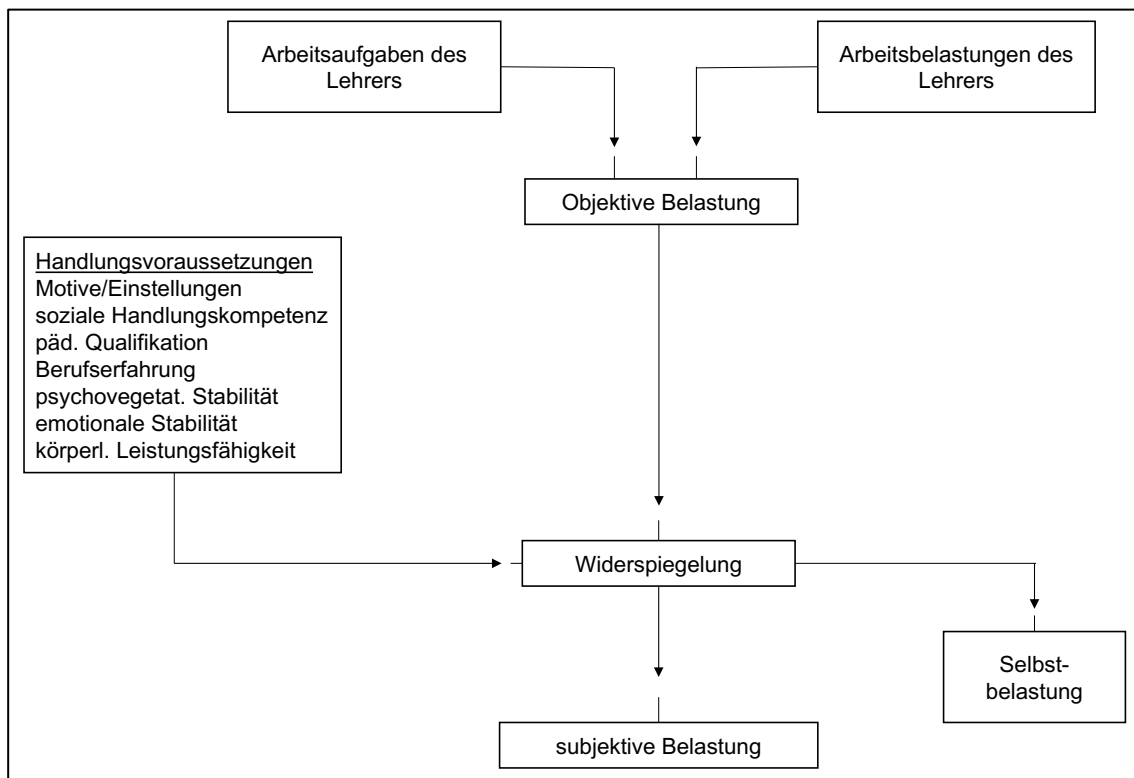 Arbeitsaufgaben des
Lehrers
Arbeitsbelastungen des
Lehrers
Objektive Belastung
Handlungsvoraussetzungen
Motive/Einstellungen
soziale Handlungskompetenz
päd. Qualifikation
Berufserfahrung
psychovegetat. Stabilität
emotionale Stabilität
körperl. Leistungsfähigkeit
Widerspiegelung
Selbst-
belastung
subjektive Belastung